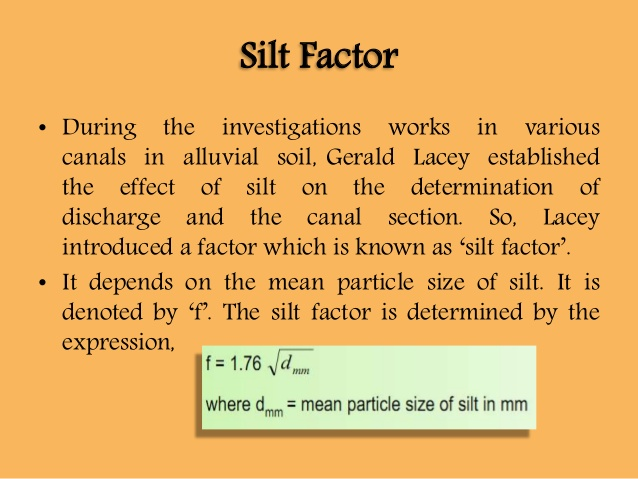 Silt Factor
• During the investigations works in various
canals in alluvial soil, Gerald Lacey established
the effect of silt on the determination of
discharge and the canal section. So, Lacey
introduced a factor which is known as ‘silt factor’.
• It depends on the mean particle size of silt. It is
denoted by ‘f’. The silt factor is determined by the
expression,
f = 1.76 √d_mm
where d_mm = mean particle size of silt in mm